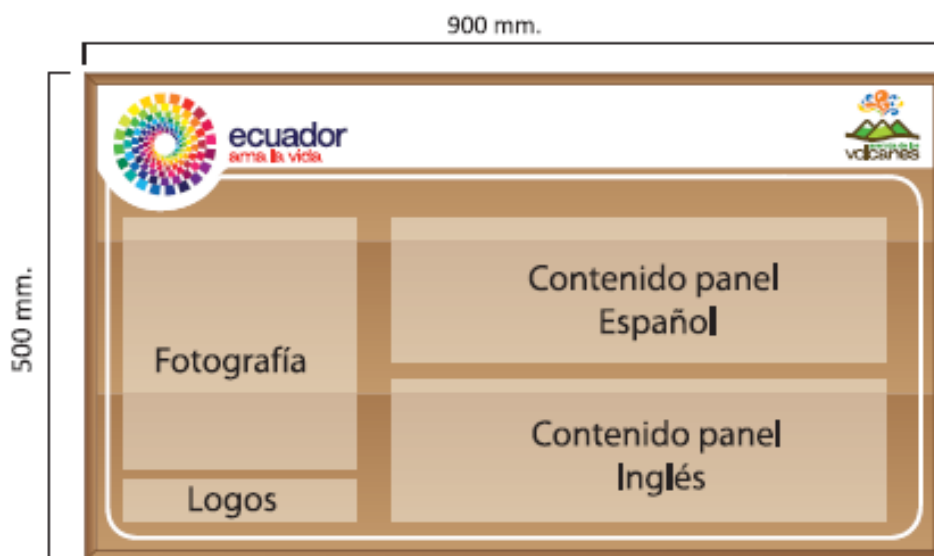 900 mm.
500 mm.
ecuador
ama la vida
volcanes
Fotografía
Logos
Contenido panel
Español
Contenido panel
Inglés